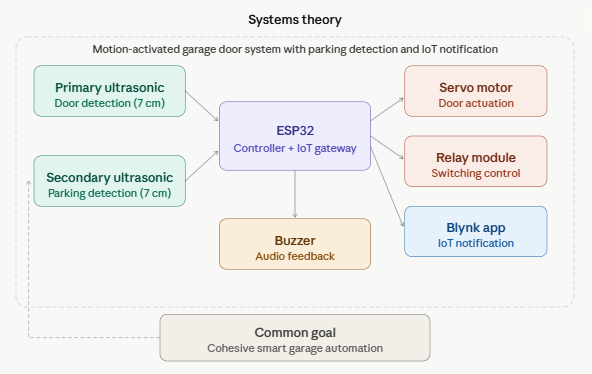 Systems theory
Motion-activated garage door system with parking detection and IoT notification
Primary ultrasonic
Door detection (7 cm)
Secondary ultrasonic
Parking detection (7 cm)
ESP32
Controller + IoT gateway
Buzzer
Audio feedback
Servo motor
Door actuation
Relay module
Switching control
Blynk app
IoT notification
Common goal
Cohesive smart garage automation